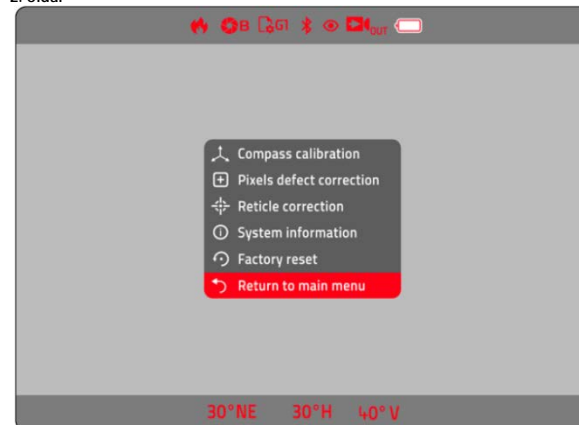 2. oldal
B G1 OUT
Compass calibration
Pixels defect correction
Reticle correction
System information
Factory reset
Return to main menu
30°NE 30°H 40°V